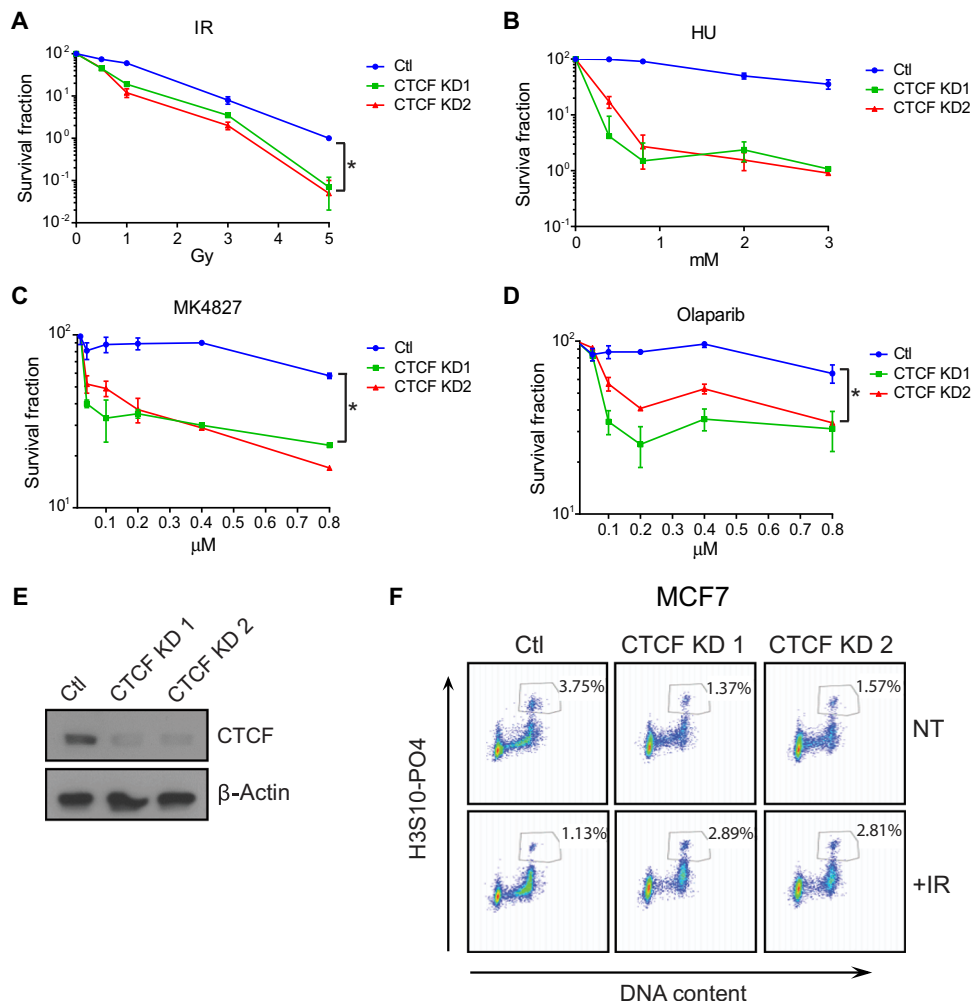 A
IR
Survival fraction
10²
10¹
10⁰
10⁻¹
10⁻²
0 1 2 3 4 5
Gy
Ctl
CTCF KD1
CTCF KD2
*
B
HU
Surviva fraction
10²
10¹
10⁰
10⁻¹
0 1 2 3
mM
Ctl
CTCF KD1
CTCF KD2
C
MK4827
Survival fraction
10²
10¹
0.1 0.2 0.3 0.4 0.5 0.6 0.7 0.8
µM
Ctl
CTCF KD1
CTCF KD2
*
D
Olaparib
Survival fraction
10²
10¹
0.1 0.2 0.3 0.4 0.5 0.6 0.7 0.8
µM
Ctl
CTCF KD1
CTCF KD2
*
E
Ctl
CTCF KD 1
CTCF KD 2
CTCF
β-Actin
F
MCF7
Ctl CTCF KD 1 CTCF KD 2
3.75% 1.37% 1.57%
NT
1.13% 2.89% 2.81%
+IR
H3S10-PO4
DNA content